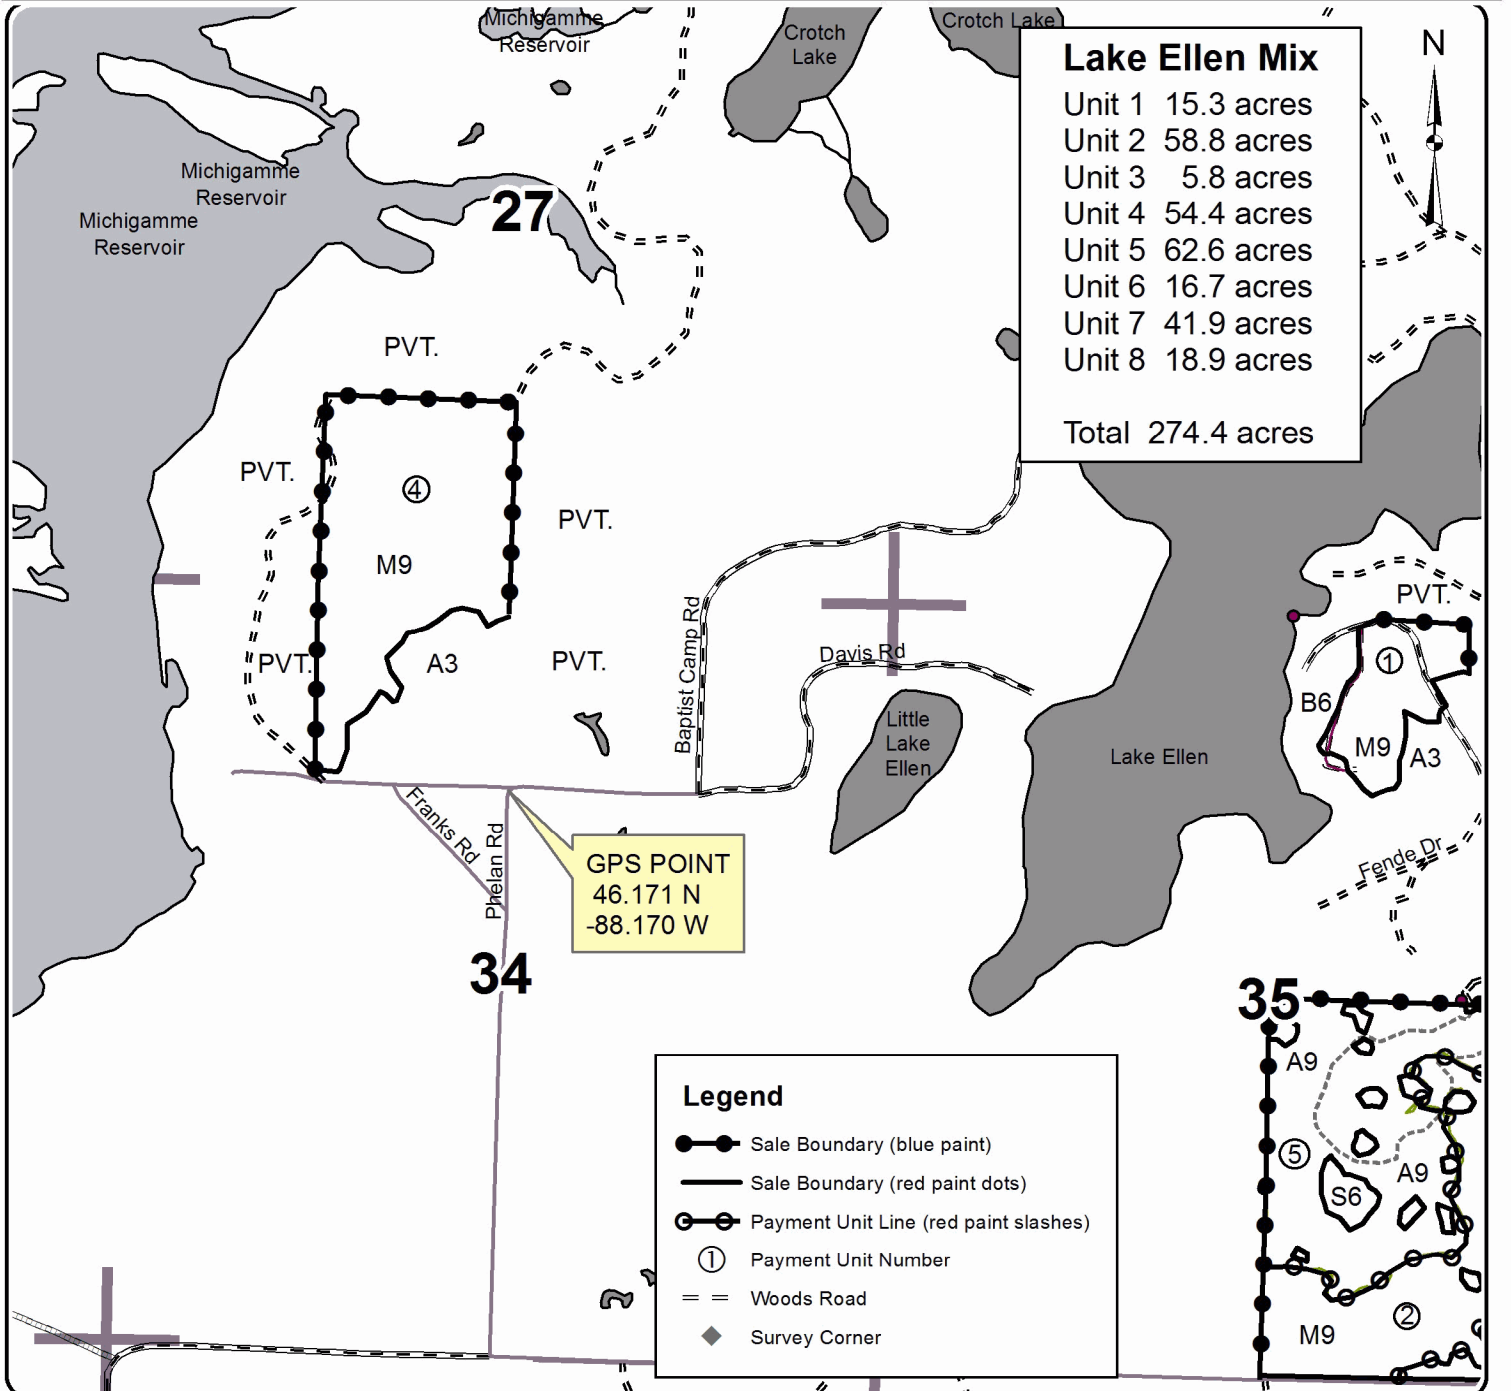 Michigamme
Reservoir
Crotch
Lake
Crotch Lake
Lake Ellen Mix
Unit 1 15.3 acres
Unit 2 58.8 acres
Unit 3 5.8 acres
Unit 4 54.4 acres
Unit 5 62.6 acres
Unit 6 16.7 acres
Unit 7 41.9 acres
Unit 8 18.9 acres
Total 274.4 acres
N
Michigamme
Reservoir
Michigamme
Reservoir
27
PVT.
PVT.
4
PVT.
M9
PVT.
A3
PVT.
Baptist Camp Rd
Davis Rd
Little
Lake
Ellen
Lake Ellen
PVT.
1
B6
M9
A3
Franks Rd
Phelan Rd
GPS POINT
46.171 N
-88.170 W
Fende Dr
34
35
A9
5
A9
S6
2
M9
Legend
Sale Boundary (blue paint)
Sale Boundary (red paint dots)
Payment Unit Line (red paint slashes)
1 Payment Unit Number
Woods Road
Survey Corner